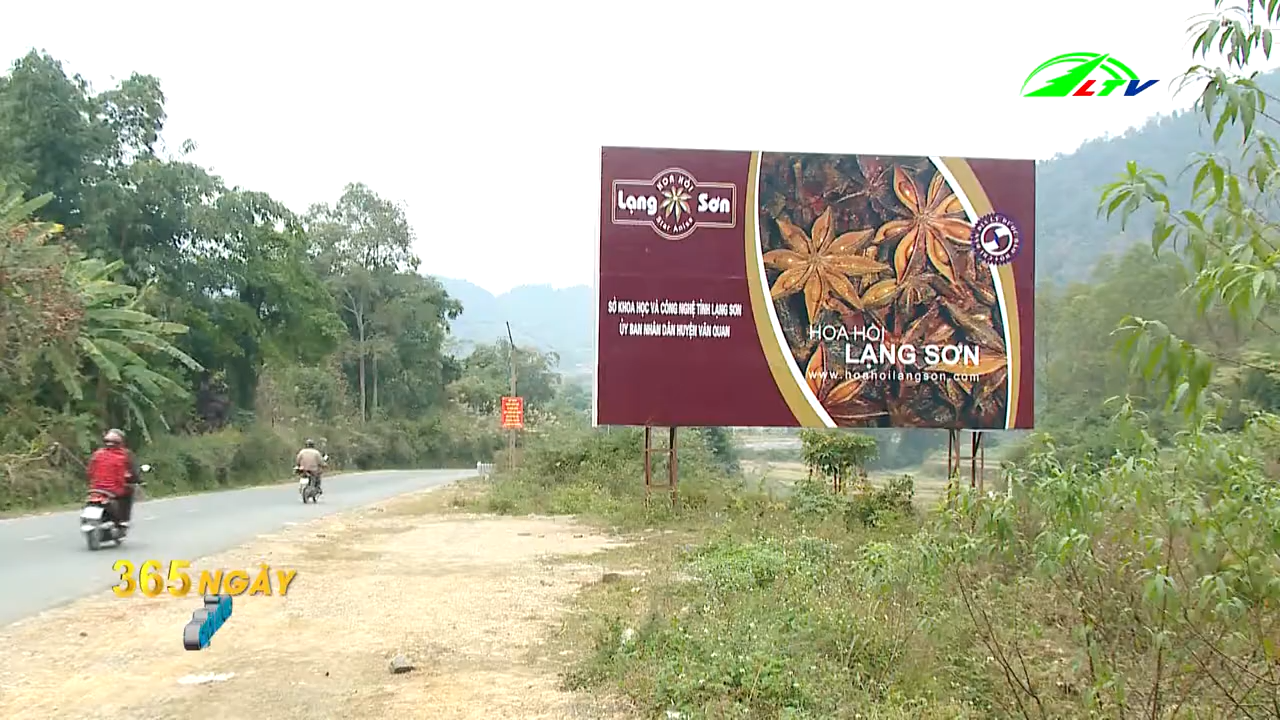 LTV
HOA HỒI
Lạng Sơn
Star Anise
SỞ KHOA HỌC VÀ CÔNG NGHỆ TỈNH LẠNG SƠN
ỦY BAN NHÂN DÂN HUYỆN VĂN QUAN
HOA HỒI
LẠNG SƠN
www.hoahoilangson.com
365 NGÀY